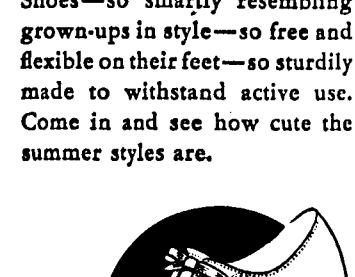 Shoes—so smartly resembling
grown-ups in style—so free and
flexible on their feet—so sturdily
made to withstand active use.
Come in and see how cute the
summer styles are.